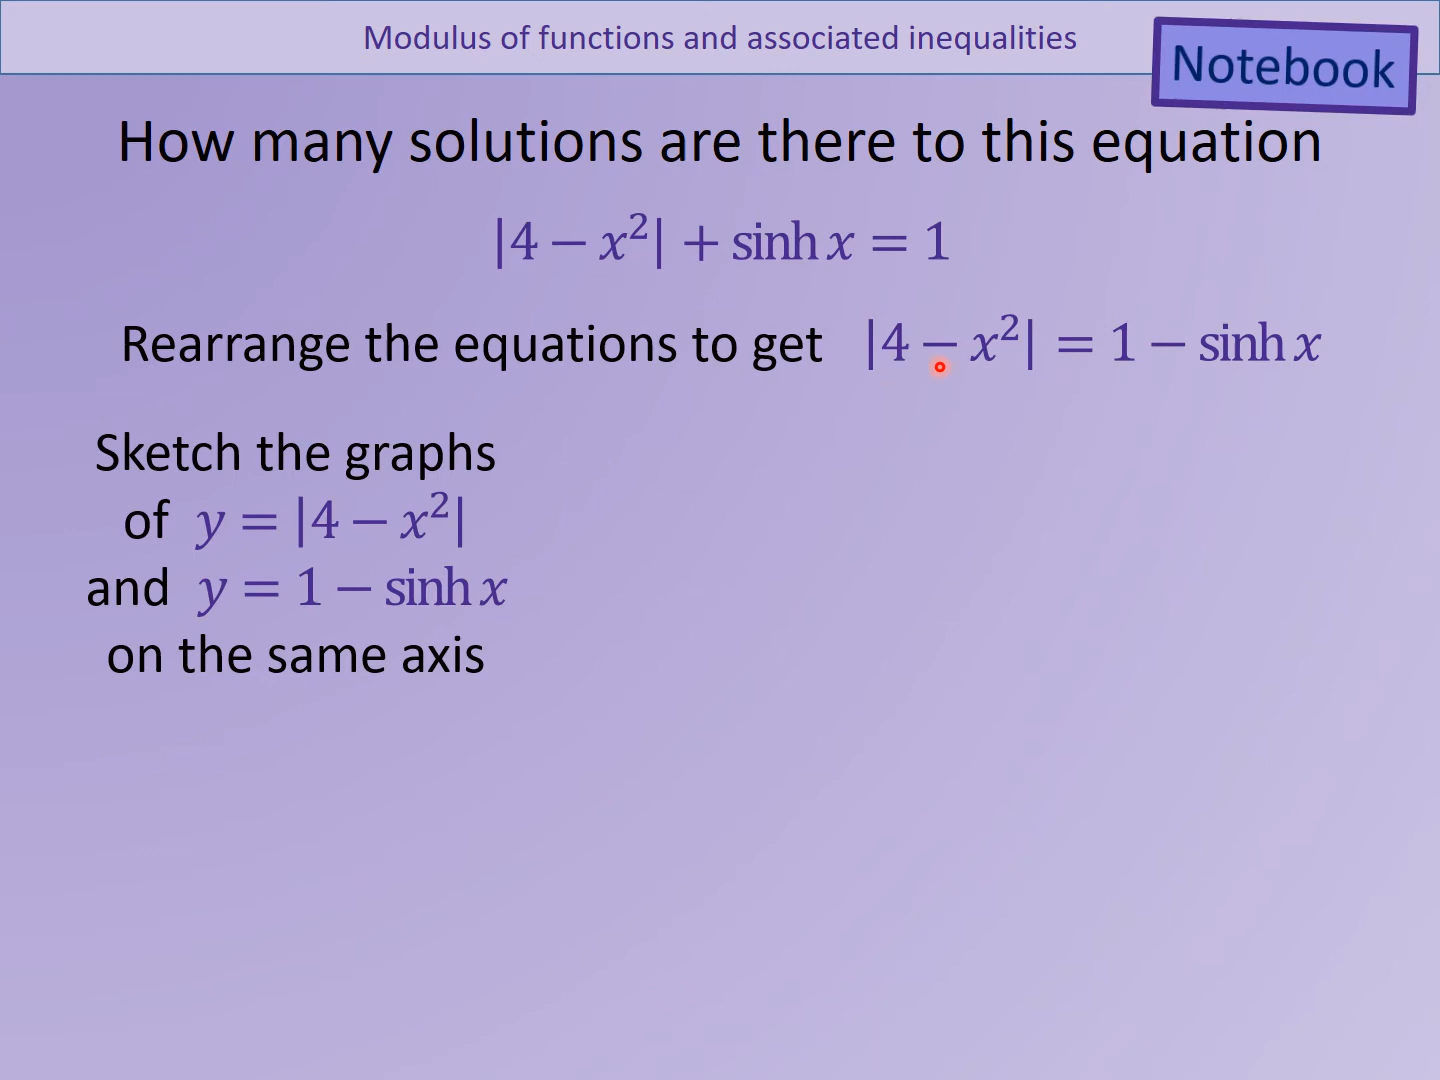 Modulus of functions and associated inequalities
Notebook
How many solutions are there to this equation
|4 − x²| + sinh x = 1
Rearrange the equations to get |4 − x²| = 1 − sinh x
Sketch the graphs
of y = |4 − x²|
and y = 1 − sinh x
on the same axis